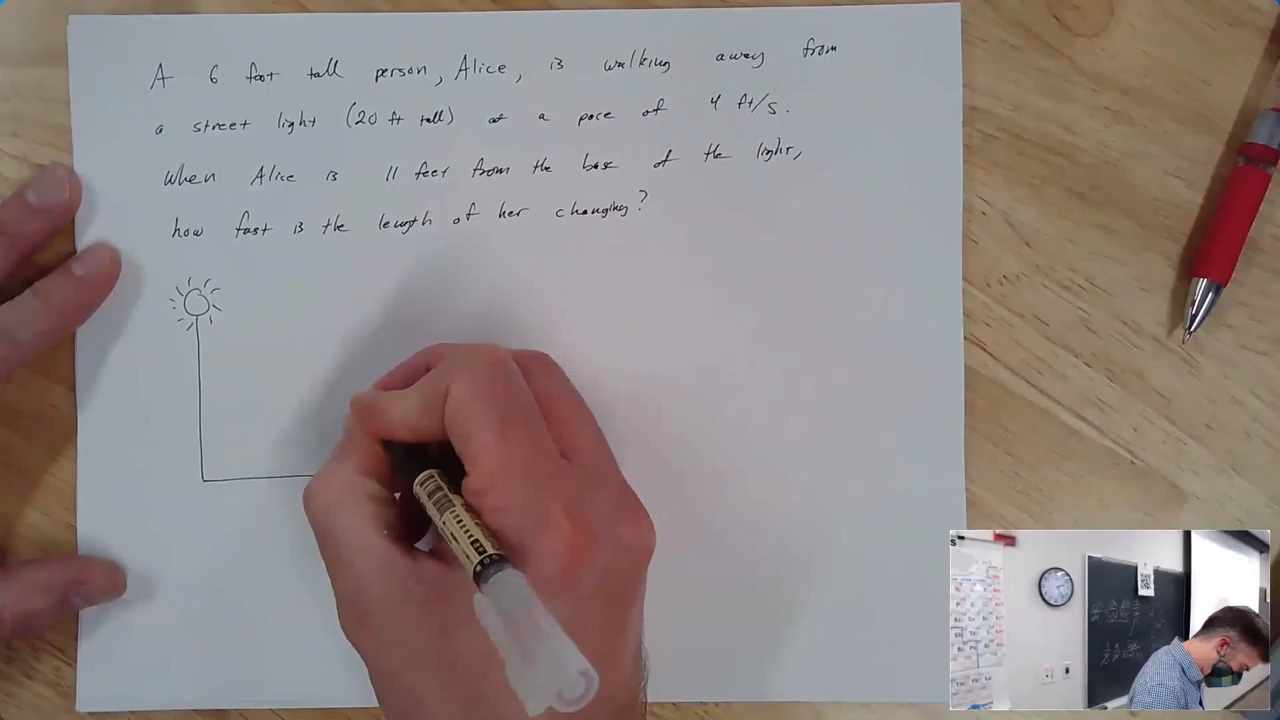 A 6 foot tall person, Alice, is walking away from
a street light (20 ft tall) at a pace of 4 ft/s.
When Alice is 11 feet from the base of the light,
how fast is the length of her changing?